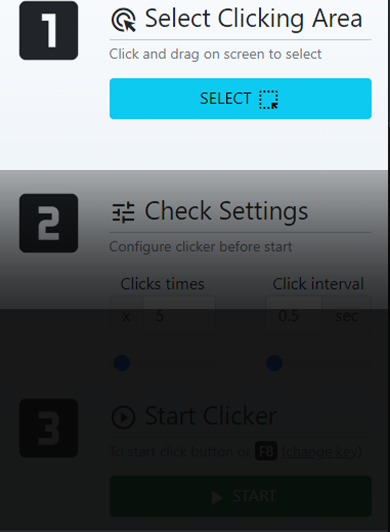 1
Select Clicking Area
Click and drag on screen to select
SELECT
2
Check Settings
Configure clicker before start
Clicks times Click interval
x 5 0.5 sec
3
Start Clicker
To start click button or F8 (change key)
START